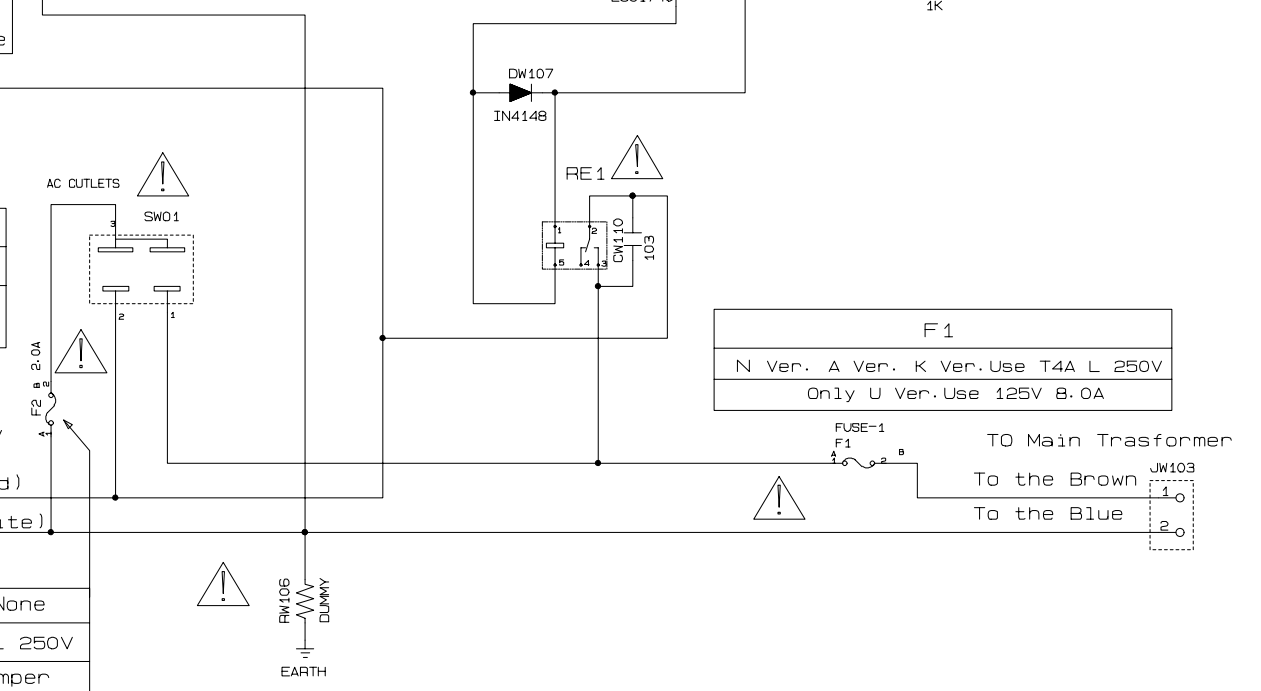 1K
DW107
IN4148
RE1
AC OUTLETS
SW01
3
2
1
1
2
5
4
3
CW110
103
F1
N Ver. A Ver. K Ver.Use T4A L 250V
Only U Ver.Use 125V 8.0A
F2
2.0A
B 2
A 1
FUSE-1
F1
A
1
2
B
TO Main Trasformer
JW103
To the Brown
1
To the Blue
2
d)
ite)
RW106
DUMMY
EARTH
None
L 250V
mper